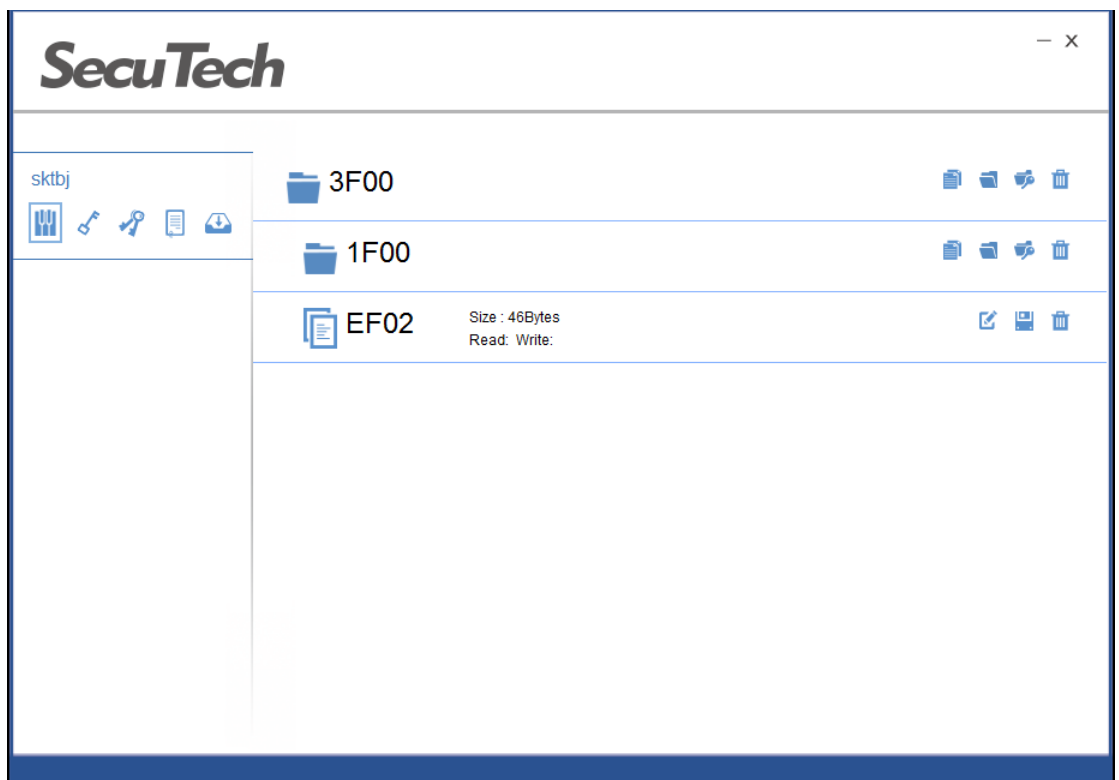 SecuTech
sktbj
3F00
1F00
EF02
Size : 46Bytes
Read: Write: